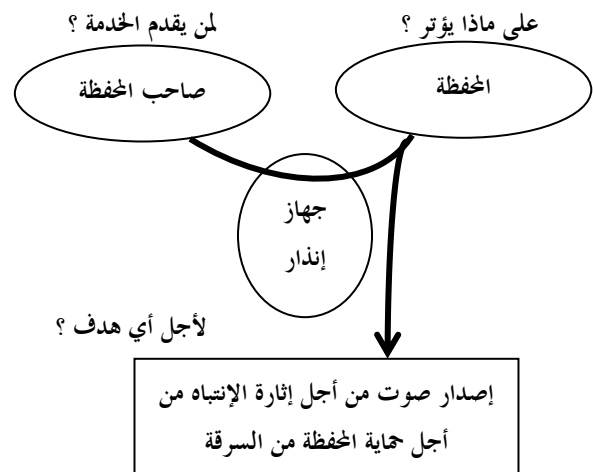 على ماذا يؤتر ؟
لمن يقدم الخدمة ؟
المحفظة
صاحب المحفظة
جهاز
إنذار
لأجل أي هدف ؟
إصدار صوت من أجل إثارة الإنتباه من
أجل حماية المحفظة من السرقة